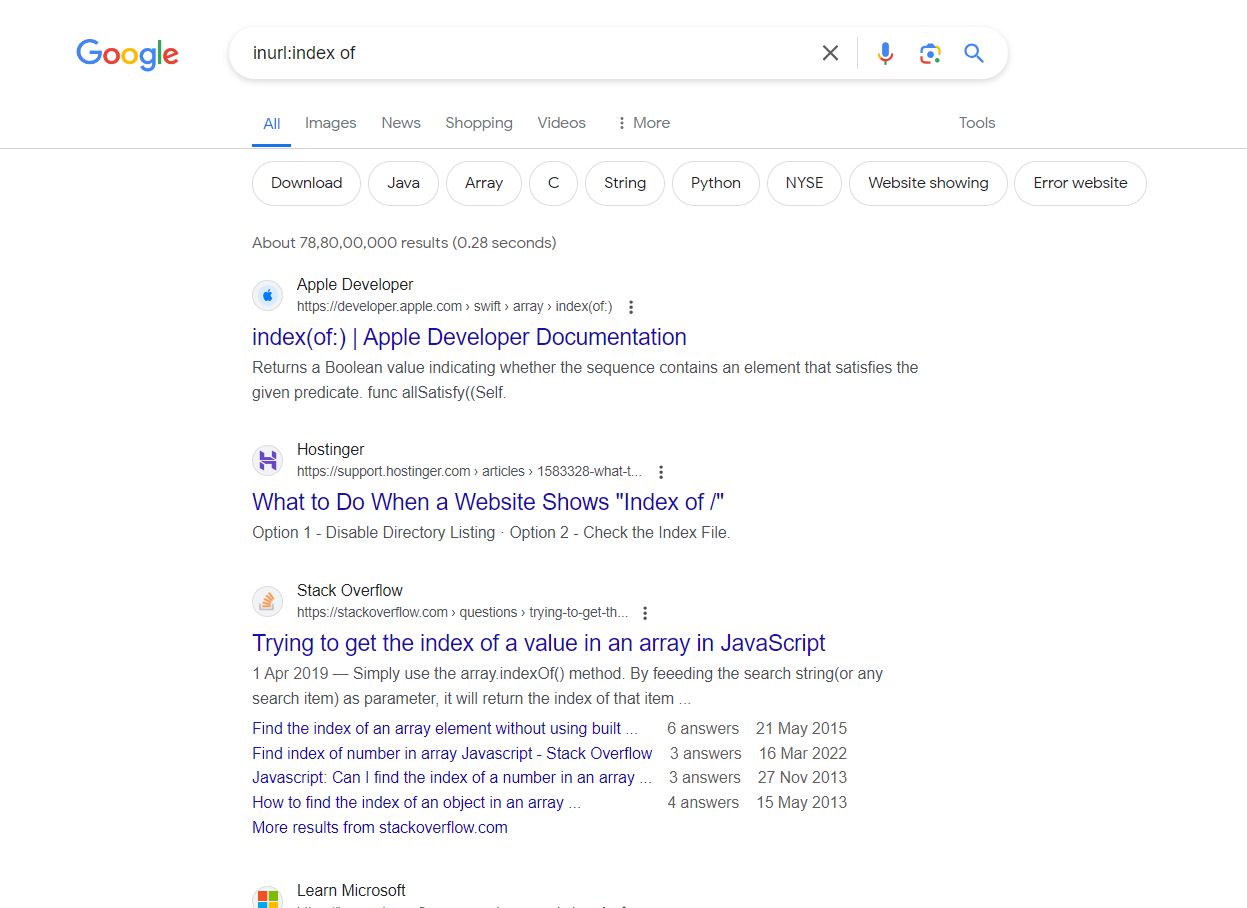 Google
inurl:index of
All Images News Shopping Videos More Tools
Download Java Array C String Python NYSE Website showing Error website
About 78,80,00,000 results (0.28 seconds)
Apple Developer
https://developer.apple.com › swift › array › index(of:)
index(of:) | Apple Developer Documentation
Returns a Boolean value indicating whether the sequence contains an element that satisfies the
given predicate. func allSatisfy((Self.
Hostinger
https://support.hostinger.com › articles › 1583328-what-t...
What to Do When a Website Shows "Index of /"
Option 1 - Disable Directory Listing · Option 2 - Check the Index File.
Stack Overflow
https://stackoverflow.com › questions › trying-to-get-th...
Trying to get the index of a value in an array in JavaScript
1 Apr 2019 — Simply use the array.indexOf() method. By feeeding the search string(or any
search item) as parameter, it will return the index of that item ...
Find the index of an array element without using built ... 6 answers 21 May 2015
Find index of number in array Javascript - Stack Overflow 3 answers 16 Mar 2022
Javascript: Can I find the index of a number in an array ... 3 answers 27 Nov 2013
How to find the index of an object in an array ... 4 answers 15 May 2013
More results from stackoverflow.com
Learn Microsoft